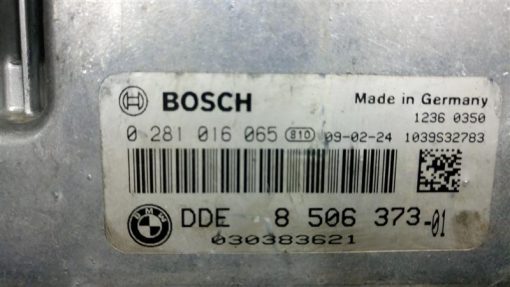 BOSCH
Made in Germany
1236 0350
0 281 016 065 810 09-02-24 1039S32783
BMW
DDE 8 506 373-01
030383621